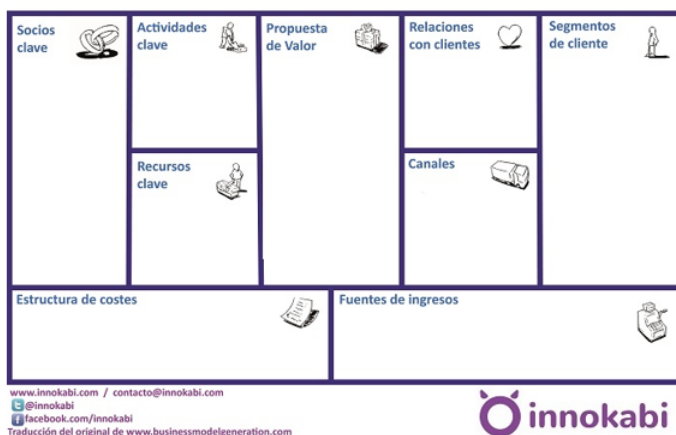 Socios
clave
Actividades
clave
Propuesta
de Valor
Relaciones
con clientes
Segmentos
de cliente
Recursos
clave
Canales
Estructura de costes
Fuentes de ingresos
www.innokabi.com / contacto@innokabi.com
@innokabi
facebook.com/innokabi
Traducción del original de www.businessmodelgeneration.com
innokabi